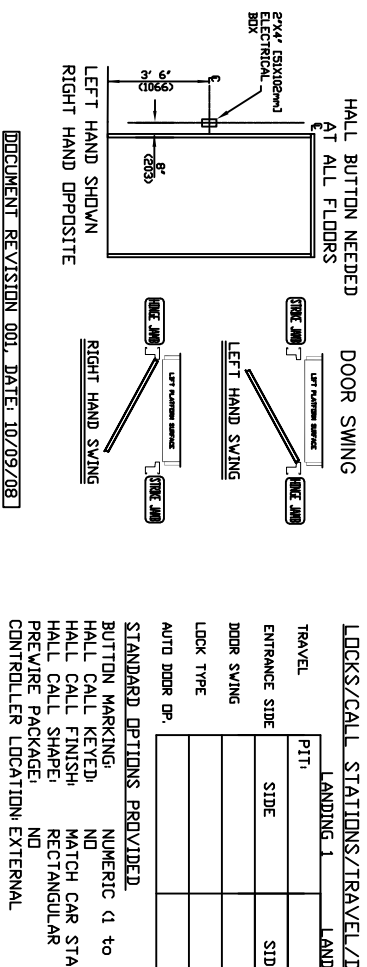 HALL BUTTON NEEDED
AT ALL FLOORS
℄
2"X4" [51X102mm]
ELECTRICAL
BOX
℄
3' 6"
(1066)
8"
(203)
LEFT HAND SHOWN
RIGHT HAND OPPOSITE
DOOR SWING
STRIKE JAMB
LIFT PLATFORM SURFACE
HINGE JAMB
LEFT HAND SWING
HINGE JAMB
LIFT PLATFORM SURFACE
STRIKE JAMB
RIGHT HAND SWING
DOCUMENT REVISION 001, DATE: 10/09/08
LOCKS/CALL STATIONS/TRAVEL/
LANDING 1
LAND
TRAVEL
PIT:
ENTRANCE SIDE
SIDE
SID
DOOR SWING
LOCK TYPE
AUTO DOOR OP.
STANDARD OPTIONS PROVIDED
BUTTON MARKING: NUMERIC (1 to
HALL CALL KEYED: NO
HALL CALL FINISH: MATCH CAR STA
HALL CALL SHAPE: RECTANGULAR
PREWIRE PACKAGE: NO
CONTROLLER LOCATION: EXTERNAL